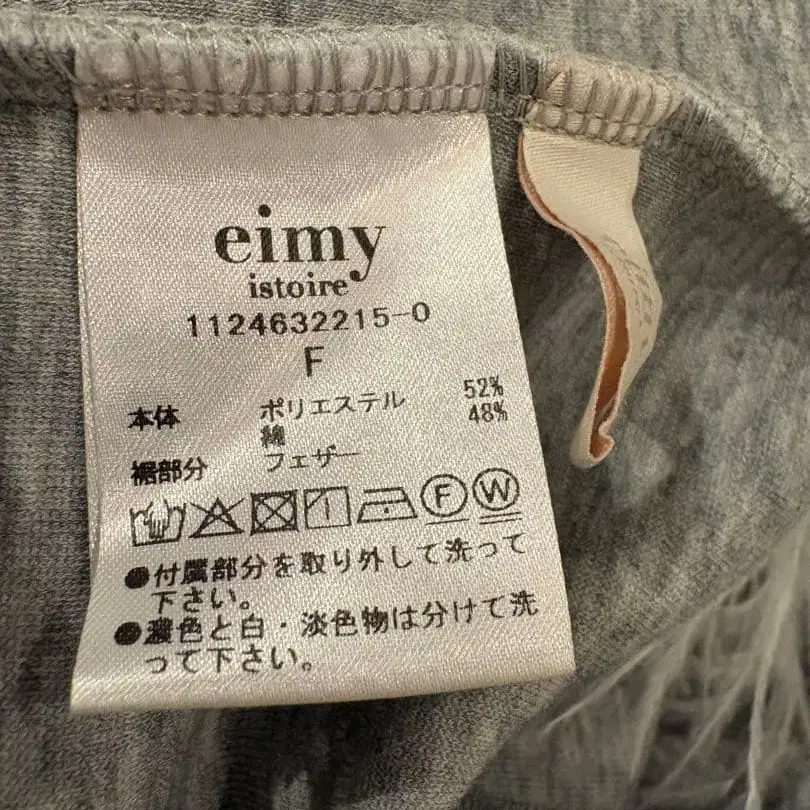 eimy
istoire
1124632215-0
F
本体 ポリエステル 52%
綿 48%
裾部分 フェザー
F W
●付属部分を取り外して洗って
下さい。
●濃色と白・淡色物は分けて洗
って下さい。